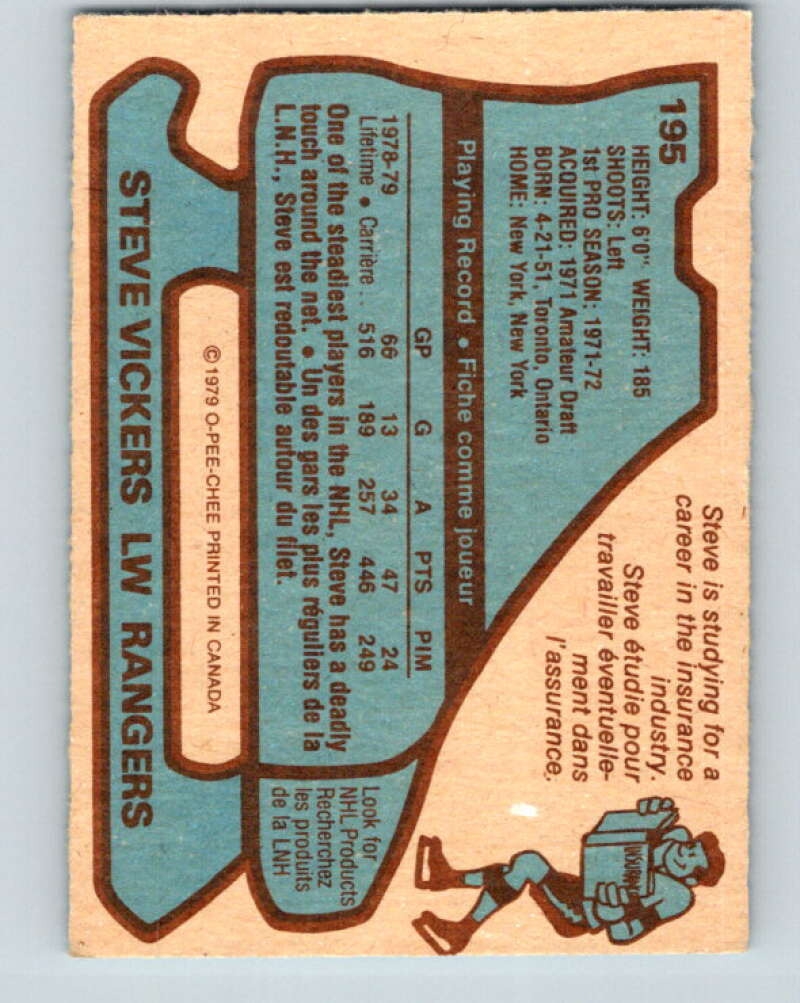 195
HEIGHT: 6'0" WEIGHT: 185
SHOOTS: Left
1st PRO SEASON: 1971-72
ACQUIRED: 1971 Amateur Draft
BORN: 4-21-51, Toronto, Ontario
HOME: New York, New York
Steve is studying for a
career in the insurance
industry.
Steve étudie pour
travailler éventuelle-
ment dans
l'assurance.
INSURAN
Playing Record • Fiche comme joueur
GP G A PTS PIM
1978-79 66 13 34 47 24
Lifetime • Carrière . . 516 189 257 446 249
One of the steadiest players in the NHL, Steve has a deadly
touch around the net. • Un des gars les plus réguliers de la
L.N.H., Steve est redoutable autour du filet.
Look for
NHL Products
Recherchez
les produits
de la LNH
©1979 O-PEE-CHEE PRINTED IN CANADA
STEVE VICKERS LW RANGERS